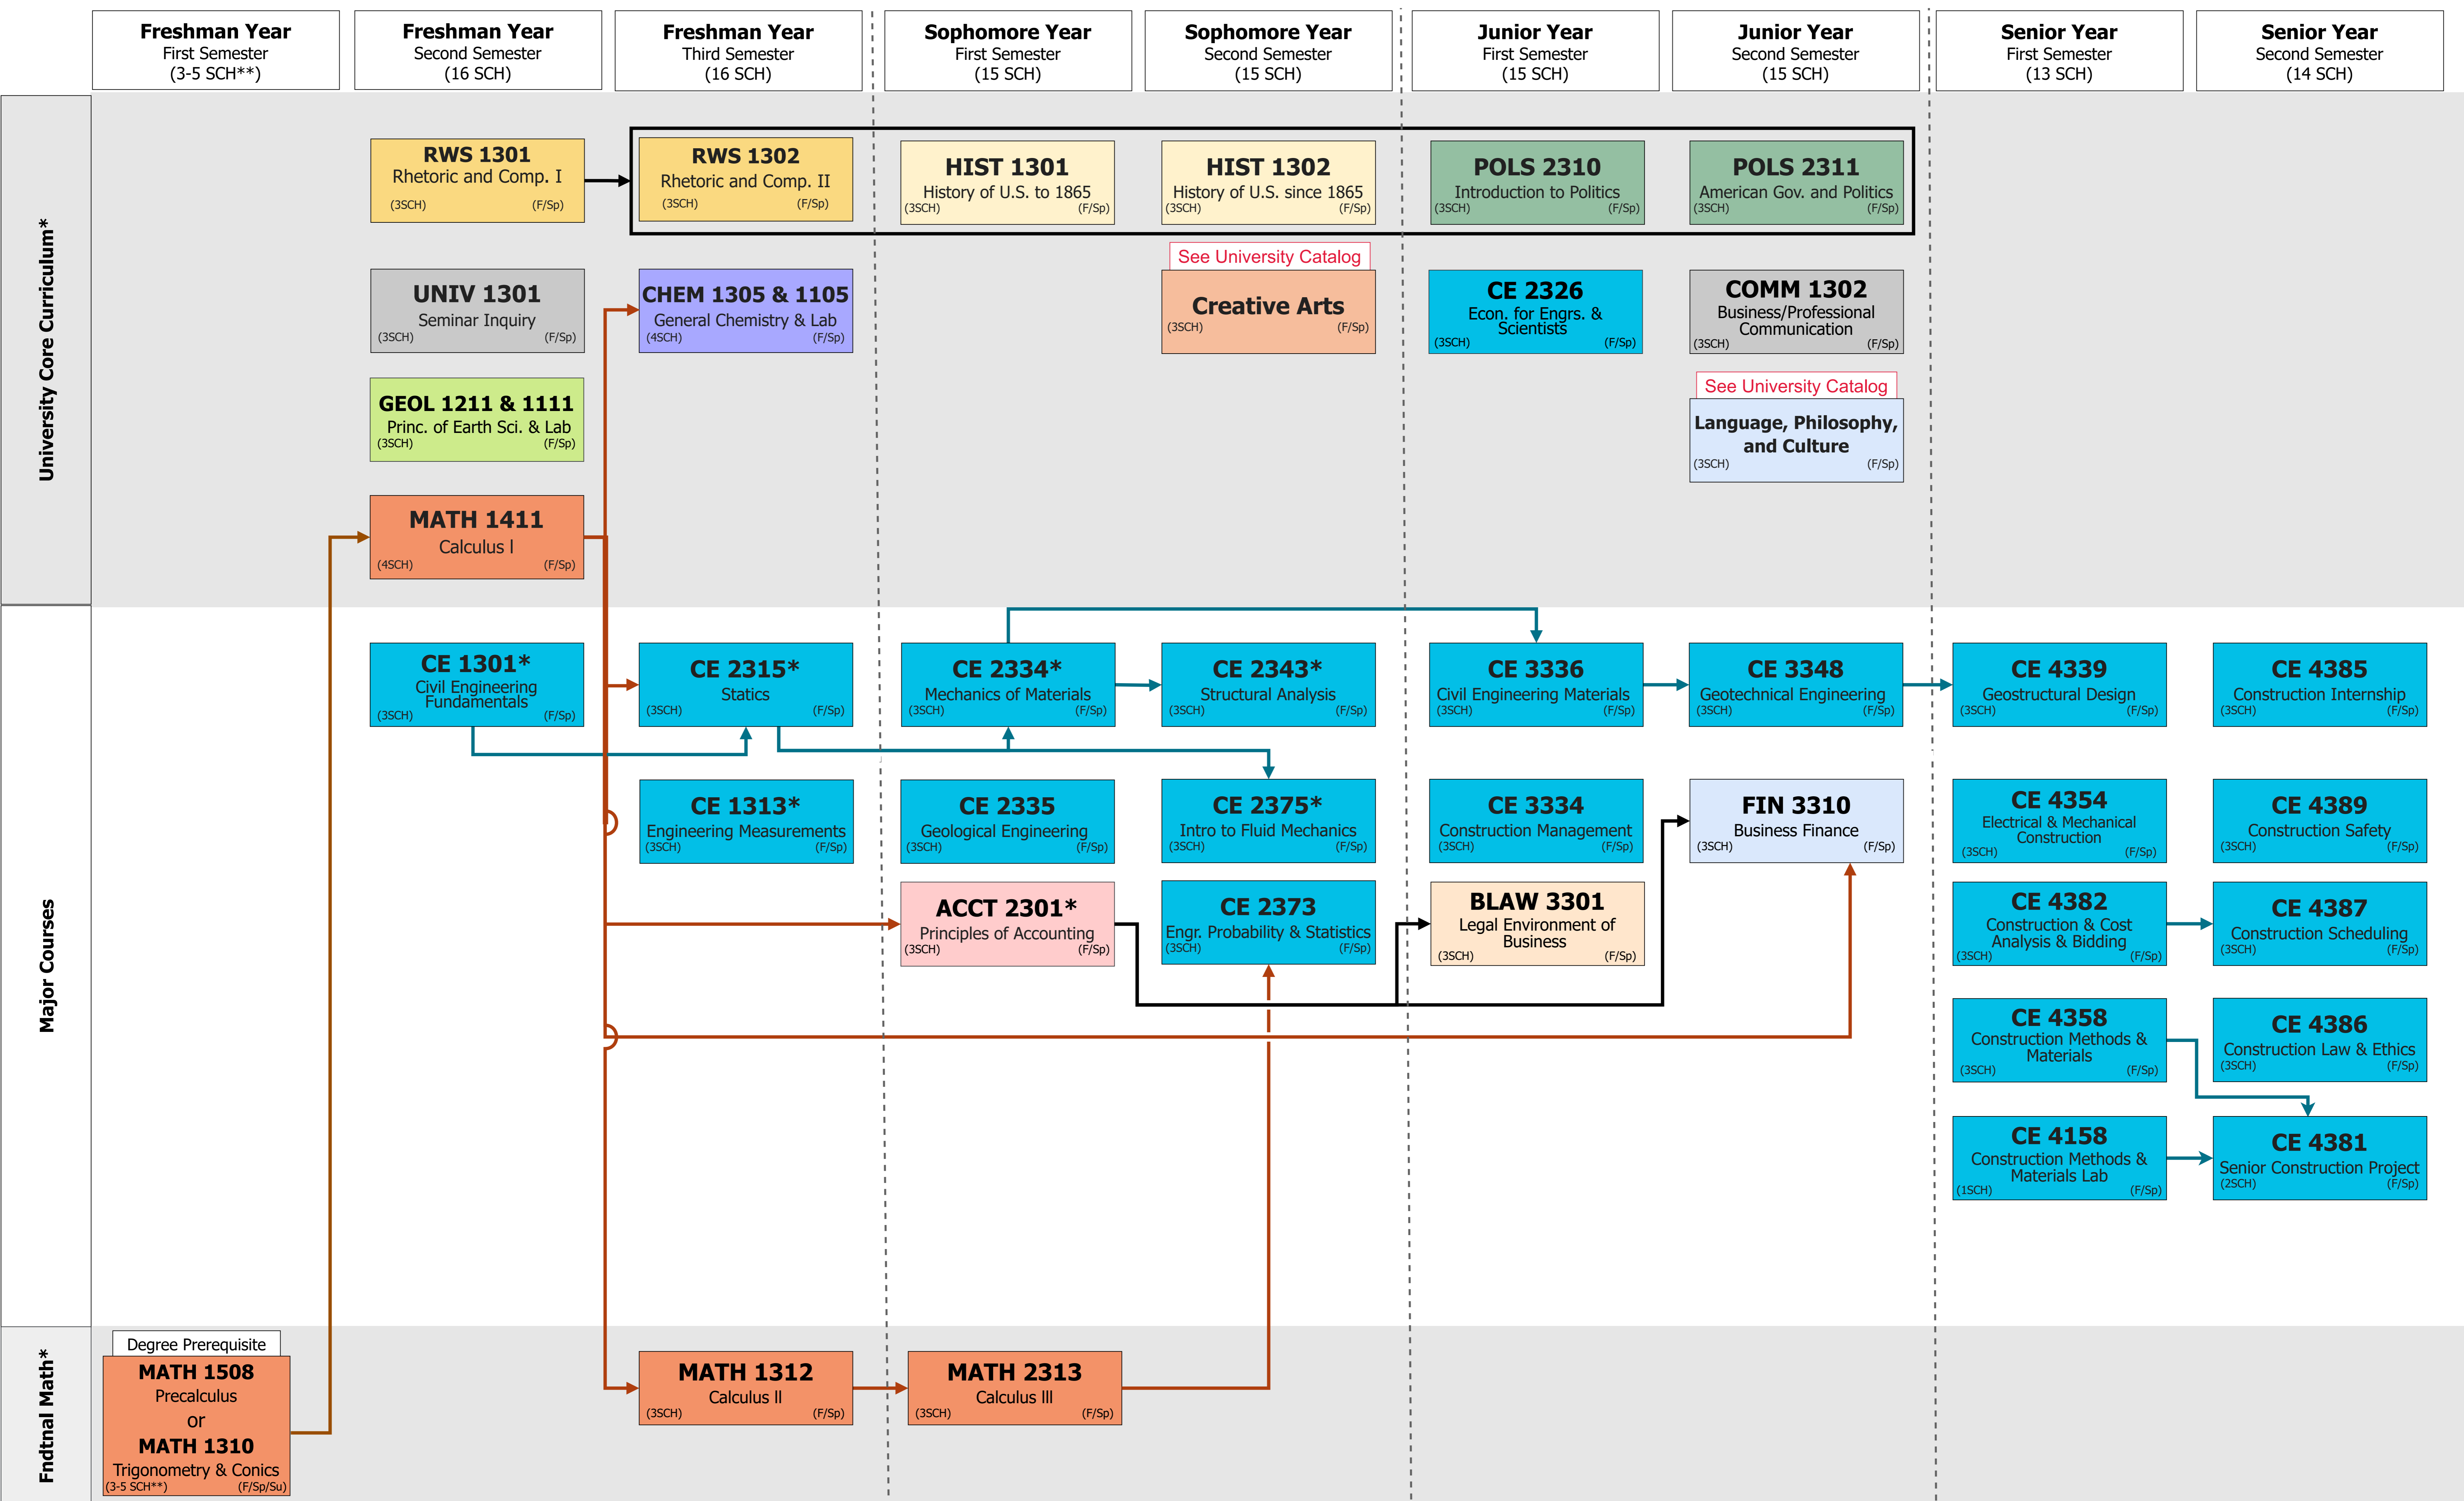 Freshman Year
First Semester
(3-5 SCH**)
Freshman Year
Second Semester
(16 SCH)
Freshman Year
Third Semester
(16 SCH)
Sophomore Year
First Semester
(15 SCH)
Sophomore Year
Second Semester
(15 SCH)
Junior Year
First Semester
(15 SCH)
Junior Year
Second Semester
(15 SCH)
Senior Year
First Semester
(13 SCH)
Senior Year
Second Semester
(14 SCH)
University Core Curriculum*
RWS 1301
Rhetoric and Comp. I
(3SCH) (F/Sp)
RWS 1302
Rhetoric and Comp. II
(3SCH) (F/Sp)
HIST 1301
History of U.S. to 1865
(3SCH) (F/Sp)
HIST 1302
History of U.S. since 1865
(3SCH) (F/Sp)
POLS 2310
Introduction to Politics
(3SCH) (F/Sp)
POLS 2311
American Gov. and Politics
(3SCH) (F/Sp)
UNIV 1301
Seminar Inquiry
(3SCH) (F/Sp)
CHEM 1305 & 1105
General Chemistry & Lab
(4SCH) (F/Sp)
See University Catalog
Creative Arts
(3SCH) (F/Sp)
CE 2326
Econ. for Engrs. &
Scientists
(3SCH) (F/Sp)
COMM 1302
Business/Professional
Communication
(3SCH) (F/Sp)
GEOL 1211 & 1111
Princ. of Earth Sci. & Lab
(3SCH) (F/Sp)
See University Catalog
Language, Philosophy,
and Culture
(3SCH) (F/Sp)
MATH 1411
Calculus I
(4SCH) (F/Sp)
Major Courses
CE 1301*
Civil Engineering
Fundamentals
(3SCH) (F/Sp)
CE 2315*
Statics
(3SCH) (F/Sp)
CE 2334*
Mechanics of Materials
(3SCH) (F/Sp)
CE 2343*
Structural Analysis
(3SCH) (F/Sp)
CE 3336
Civil Engineering Materials
(3SCH) (F/Sp)
CE 3348
Geotechnical Engineering
(3SCH) (F/Sp)
CE 4339
Geostructural Design
(3SCH) (F/Sp)
CE 4385
Construction Internship
(3SCH) (F/Sp)
CE 1313*
Engineering Measurements
(3SCH) (F/Sp)
CE 2335
Geological Engineering
(3SCH) (F/Sp)
CE 2375*
Intro to Fluid Mechanics
(3SCH) (F/Sp)
CE 3334
Construction Management
(3SCH) (F/Sp)
FIN 3310
Business Finance
(3SCH) (F/Sp)
CE 4354
Electrical & Mechanical
Construction
(3SCH) (F/Sp)
CE 4389
Construction Safety
(3SCH) (F/Sp)
ACCT 2301*
Principles of Accounting
(3SCH) (F/Sp)
CE 2373
Engr. Probability & Statistics
(3SCH) (F/Sp)
BLAW 3301
Legal Environment of
Business
(3SCH) (F/Sp)
CE 4382
Construction & Cost
Analysis & Bidding
(3SCH) (F/Sp)
CE 4387
Construction Scheduling
(3SCH) (F/Sp)
CE 4358
Construction Methods &
Materials
(3SCH) (F/Sp)
CE 4386
Construction Law & Ethics
(3SCH) (F/Sp)
CE 4158
Construction Methods &
Materials Lab
(1SCH) (F/Sp)
CE 4381
Senior Construction Project
(2SCH) (F/Sp)
Fndtnal Math*
Degree Prerequisite
MATH 1508
Precalculus
or
MATH 1310
Trigonometry & Conics
(3-5 SCH**) (F/Sp/Su)
MATH 1312
Calculus ll
(3SCH) (F/Sp)
MATH 2313
Calculus lll
(3SCH) (F/Sp)